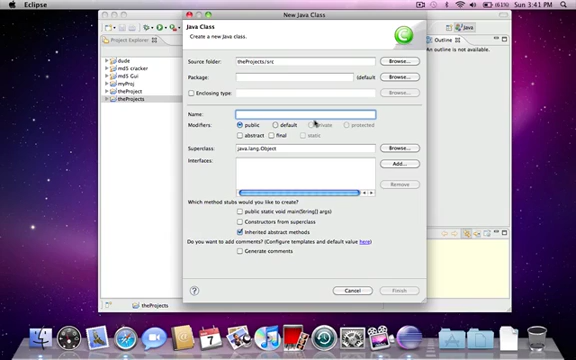 Eclipse
(61%)
Sun 3:41 PM
New Java Class
Java Class
Create a new Java class.
Java
Project Explorer
Outline
An outline is not available.
dude
md5 cracker
md5 Gui
myProj
theProjects
Source folder:
theProjects/src
Browse...
Package:
(default
Browse...
Enclosing type:
Browse...
Name:
Modifiers:
public
default
private
protected
abstract
final
static
Superclass:
java.lang.Object
Browse...
Interfaces:
Add...
Remove
Which method stubs would you like to create?
public static void main(String[] args)
Constructors from superclass
Inherited abstract methods
Do you want to add comments? (Configure templates and default value here)
Generate comments
?
Cancel
Finish
theProjects
7